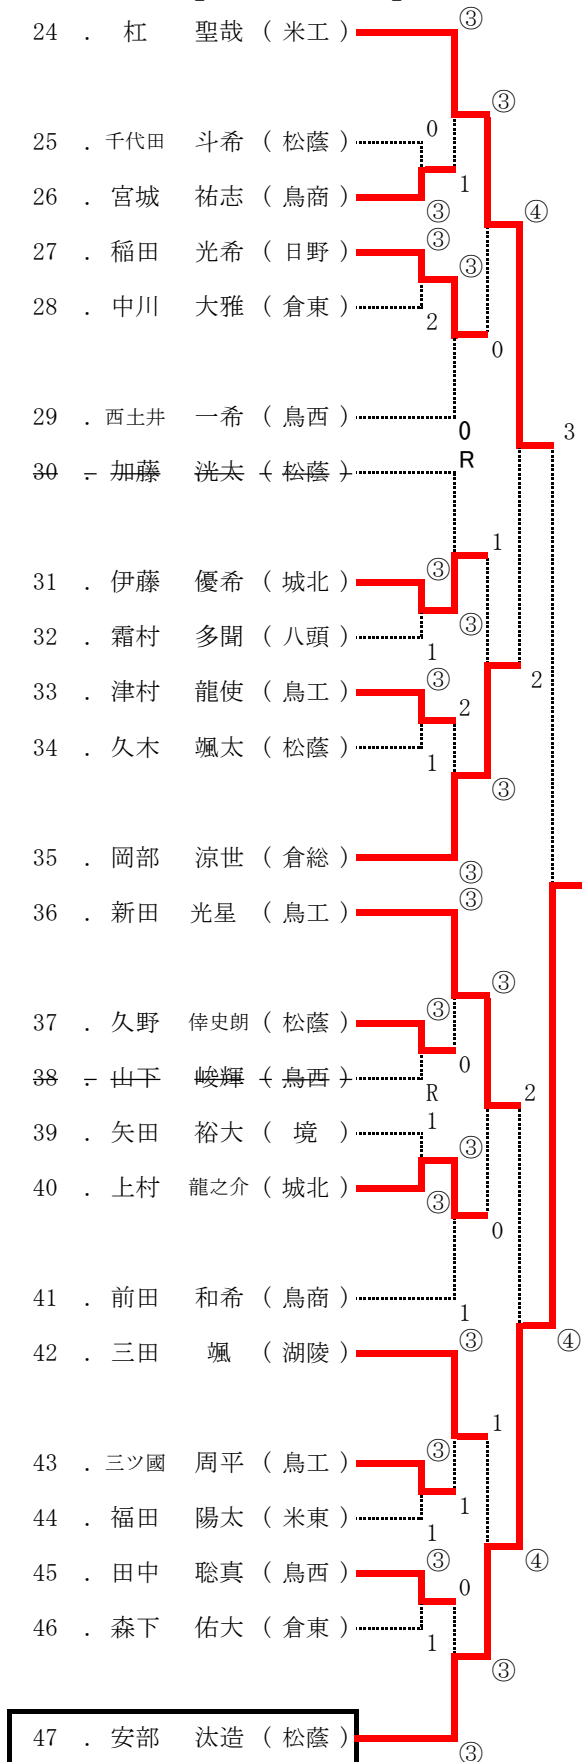 ③
24 . 杠 聖哉 ( 米工 )
③
0
25 . 千代田 斗希 ( 松蔭 )
1
26 . 宮城 祐志 ( 鳥商 )
③ ④
③
27 . 稲田 光希 ( 日野 )
③
28 . 中川 大雅 ( 倉東 )
2
0
29 . 西土井 一希 ( 鳥西 )
0 3
R
30 . 加藤 洸太 ( 松蔭 )
1
③
31 . 伊藤 優希 ( 城北 )
③
32 . 霜村 多聞 ( 八頭 )
1
③ 2
33 . 津村 龍使 ( 鳥工 )
2
34 . 久木 颯太 ( 松蔭 )
1
③
35 . 岡部 涼世 ( 倉総 )
③
③
36 . 新田 光星 ( 鳥工 )
③
③
37 . 久野 倖史朗 ( 松蔭 )
0
38 . 山下 峻輝 ( 鳥西 )
R 2
1
39 . 矢田 裕大 ( 境 )
③
40 . 上村 龍之介 ( 城北 )
③
0
41 . 前田 和希 ( 鳥商 )
1
③ ④
42 . 三田 颯 ( 湖陵 )
1
③
43 . 三ツ國 周平 ( 鳥工 )
1
44 . 福田 陽太 ( 米東 )
1
③ ④
45 . 田中 聡真 ( 鳥西 )
0
46 . 森下 佑大 ( 倉東 )
1
③
47 . 安部 汰造 ( 松蔭 )
③